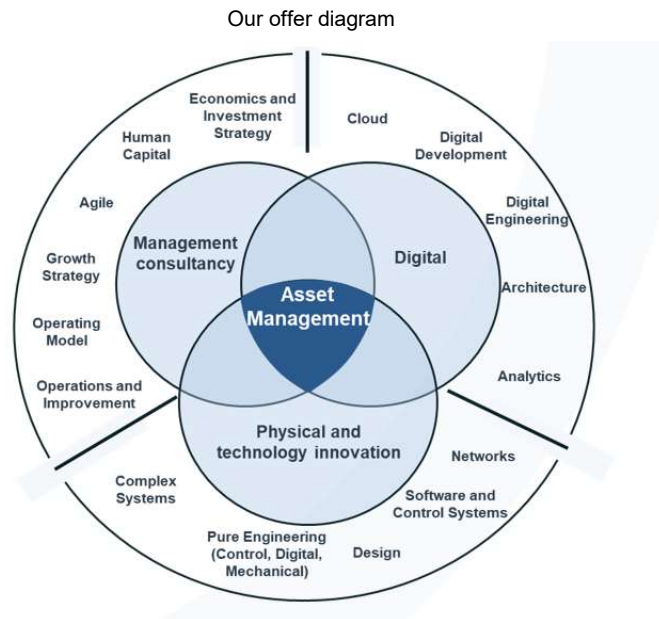 Our offer diagram
Economics and
Investment
Strategy
Human
Capital
Agile
Growth
Strategy
Operating
Model
Operations and
Improvement
Cloud
Digital
Development
Digital
Engineering
Architecture
Analytics
Management
consultancy
Digital
Asset
Management
Physical and
technology innovation
Networks
Software and
Control Systems
Design
Pure Engineering
(Control, Digital,
Mechanical)
Complex
Systems